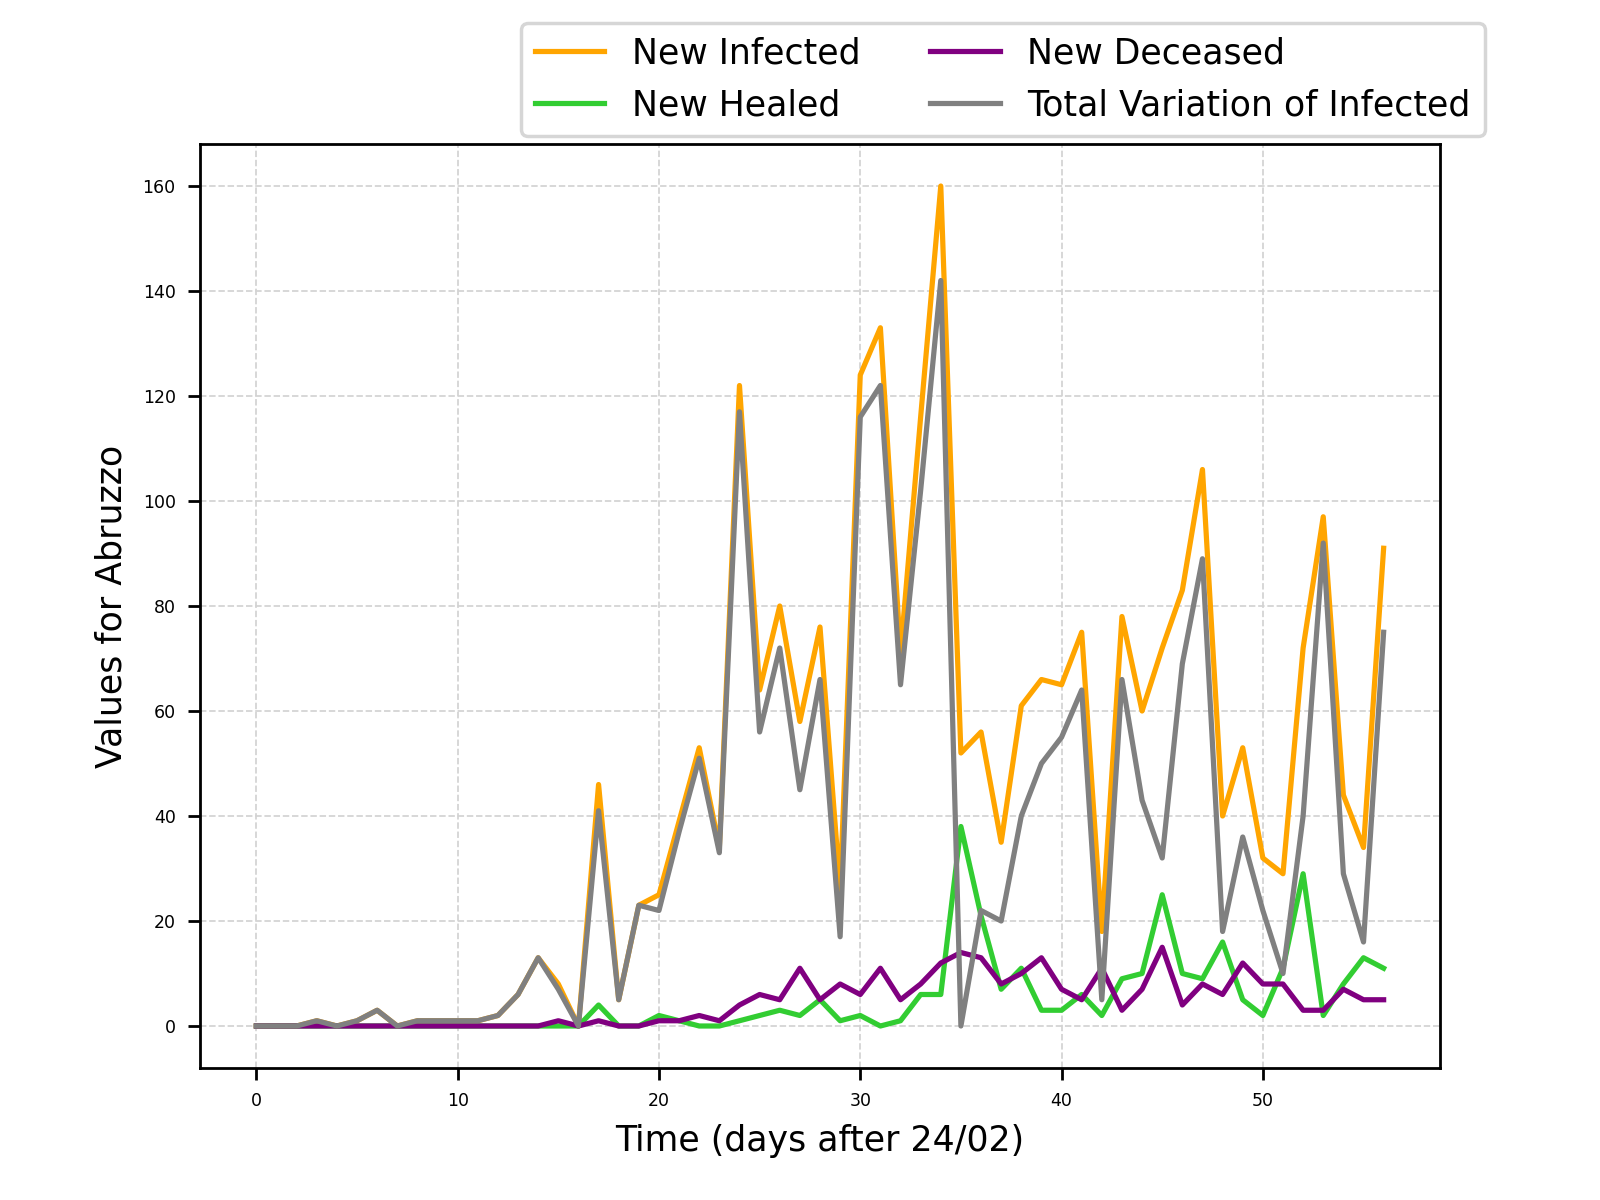 New Infected
New Healed
New Deceased
Total Variation of Infected
160
140
120
100
80
60
40
20
0
Values for Abruzzo
0 10 20 30 40 50
Time (days after 24/02)